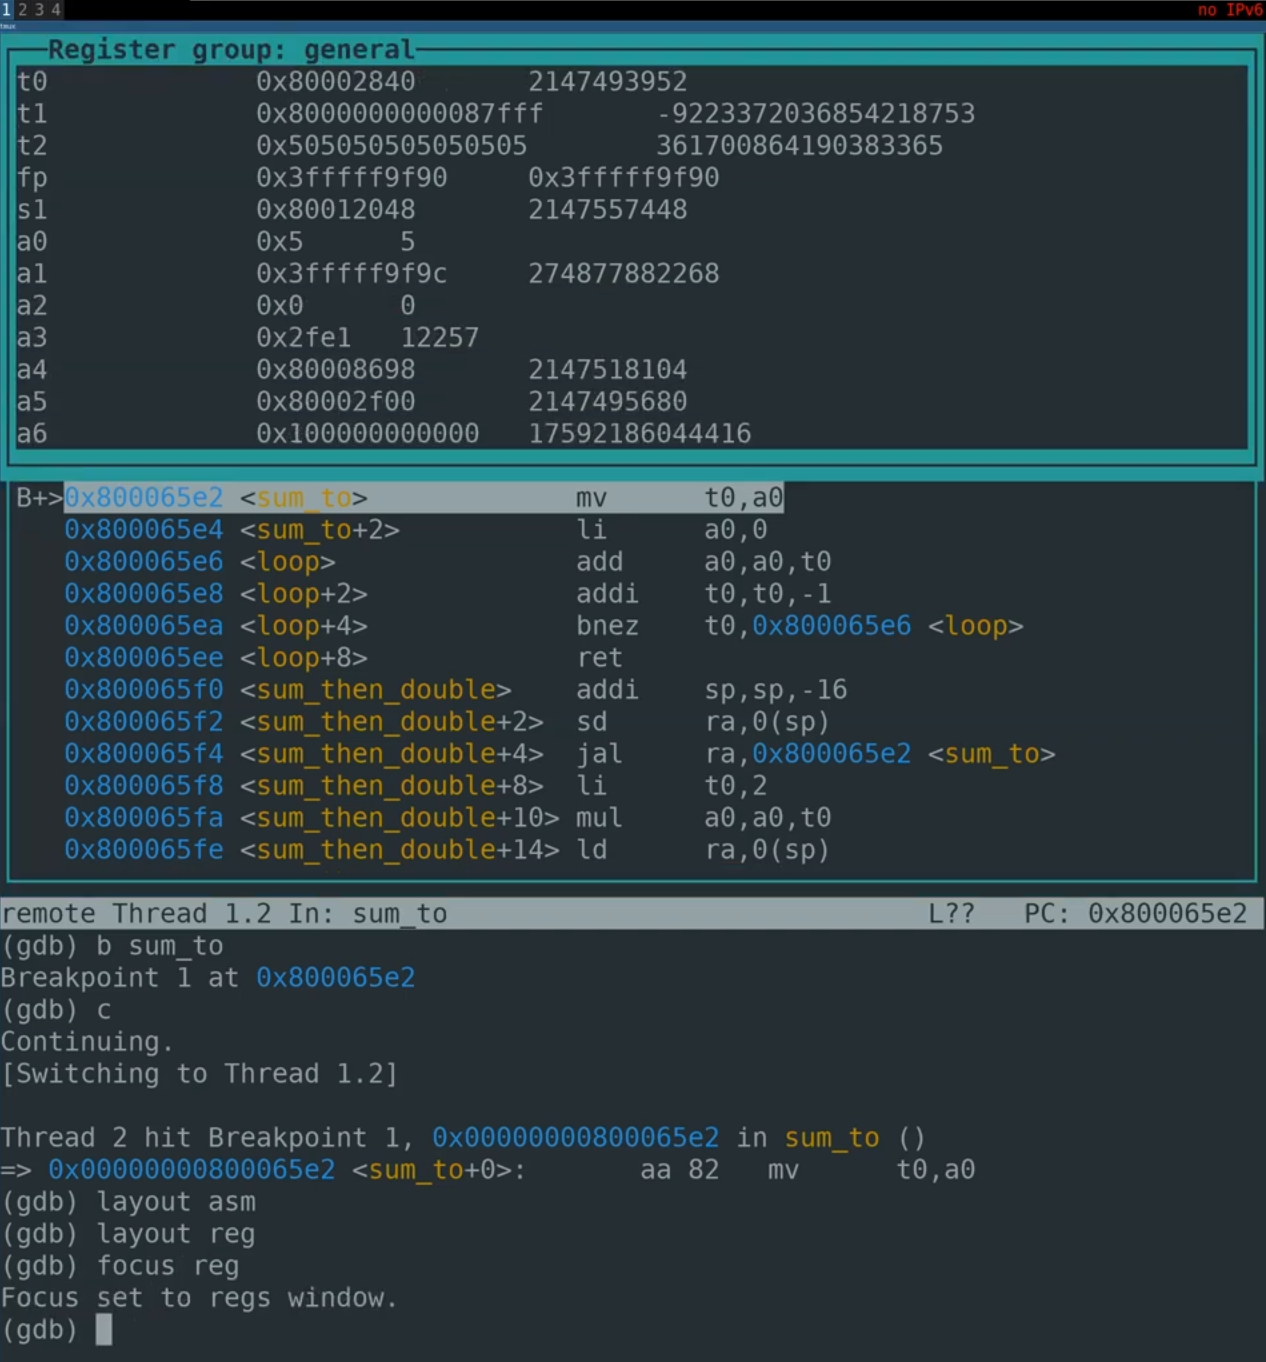 1 2 3 4 no IPv6
tmux
Register group: general
t0 0x80002840 2147493952
t1 0x8000000000087fff -9223372036854218753
t2 0x505050505050505 361700864190383365
fp 0x3fffff9f90 0x3fffff9f90
s1 0x80012048 2147557448
a0 0x5 5
a1 0x3fffff9f9c 274877882268
a2 0x0 0
a3 0x2fe1 12257
a4 0x80008698 2147518104
a5 0x80002f00 2147495680
a6 0x100000000000 17592186044416
B+>0x800065e2 <sum_to> mv t0,a0
0x800065e4 <sum_to+2> li a0,0
0x800065e6 <loop> add a0,a0,t0
0x800065e8 <loop+2> addi t0,t0,-1
0x800065ea <loop+4> bnez t0,0x800065e6 <loop>
0x800065ee <loop+8> ret
0x800065f0 <sum_then_double> addi sp,sp,-16
0x800065f2 <sum_then_double+2> sd ra,0(sp)
0x800065f4 <sum_then_double+4> jal ra,0x800065e2 <sum_to>
0x800065f8 <sum_then_double+8> li t0,2
0x800065fa <sum_then_double+10> mul a0,a0,t0
0x800065fe <sum_then_double+14> ld ra,0(sp)
remote Thread 1.2 In: sum_to L?? PC: 0x800065e2
(gdb) b sum_to
Breakpoint 1 at 0x800065e2
(gdb) c
Continuing.
[Switching to Thread 1.2]
Thread 2 hit Breakpoint 1, 0x00000000800065e2 in sum_to ()
=> 0x00000000800065e2 <sum_to+0>: aa 82 mv t0,a0
(gdb) layout asm
(gdb) layout reg
(gdb) focus reg
Focus set to regs window.
(gdb)